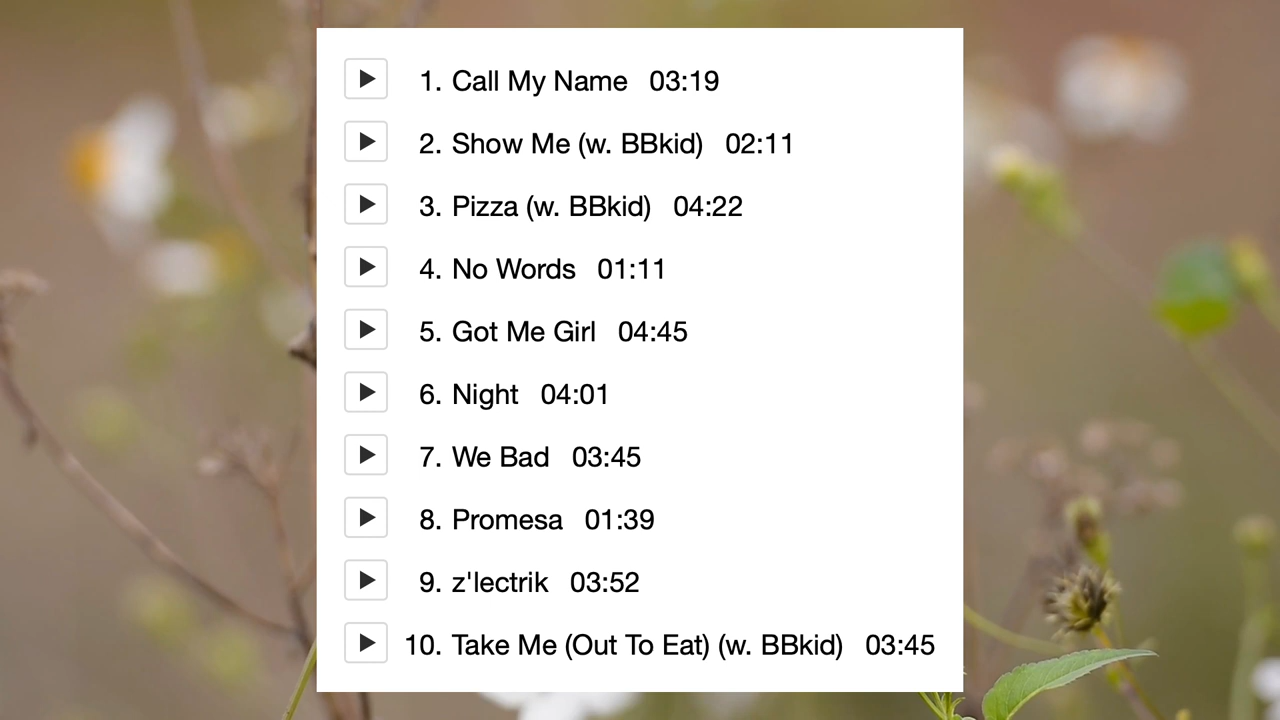 1. Call My Name 03:19
2. Show Me (w. BBkid) 02:11
3. Pizza (w. BBkid) 04:22
4. No Words 01:11
5. Got Me Girl 04:45
6. Night 04:01
7. We Bad 03:45
8. Promesa 01:39
9. z'lectrik 03:52
10. Take Me (Out To Eat) (w. BBkid) 03:45